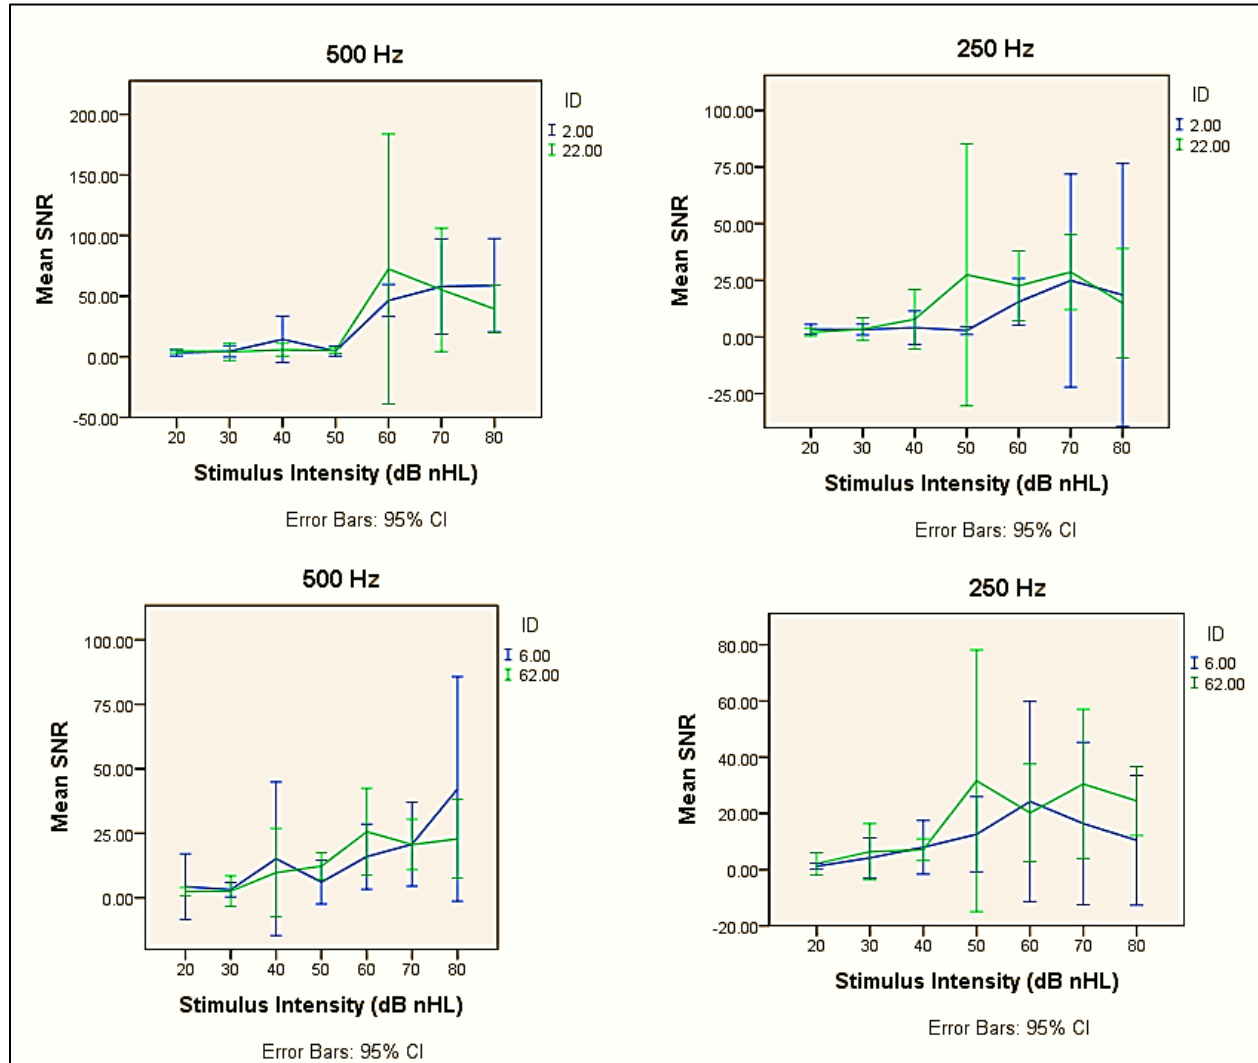 500 Hz
ID
2.00
22.00
200.00
150.00
100.00
50.00
0.00
-50.00
Mean SNR
20 30 40 50 60 70 80
Stimulus Intensity (dB nHL)
Error Bars: 95% CI
250 Hz
ID
2.00
22.00
100.00
75.00
50.00
25.00
0.00
-25.00
Mean SNR
20 30 40 50 60 70 80
Stimulus Intensity (dB nHL)
Error Bars: 95% CI
500 Hz
ID
6.00
62.00
100.00
75.00
50.00
25.00
0.00
Mean SNR
20 30 40 50 60 70 80
Stimulus Intensity (dB nHL)
Error Bars: 95% CI
250 Hz
ID
6.00
62.00
80.00
60.00
40.00
20.00
0.00
-20.00
Mean SNR
20 30 40 50 60 70 80
Stimulus Intensity (dB nHL)
Error Bars: 95% CI